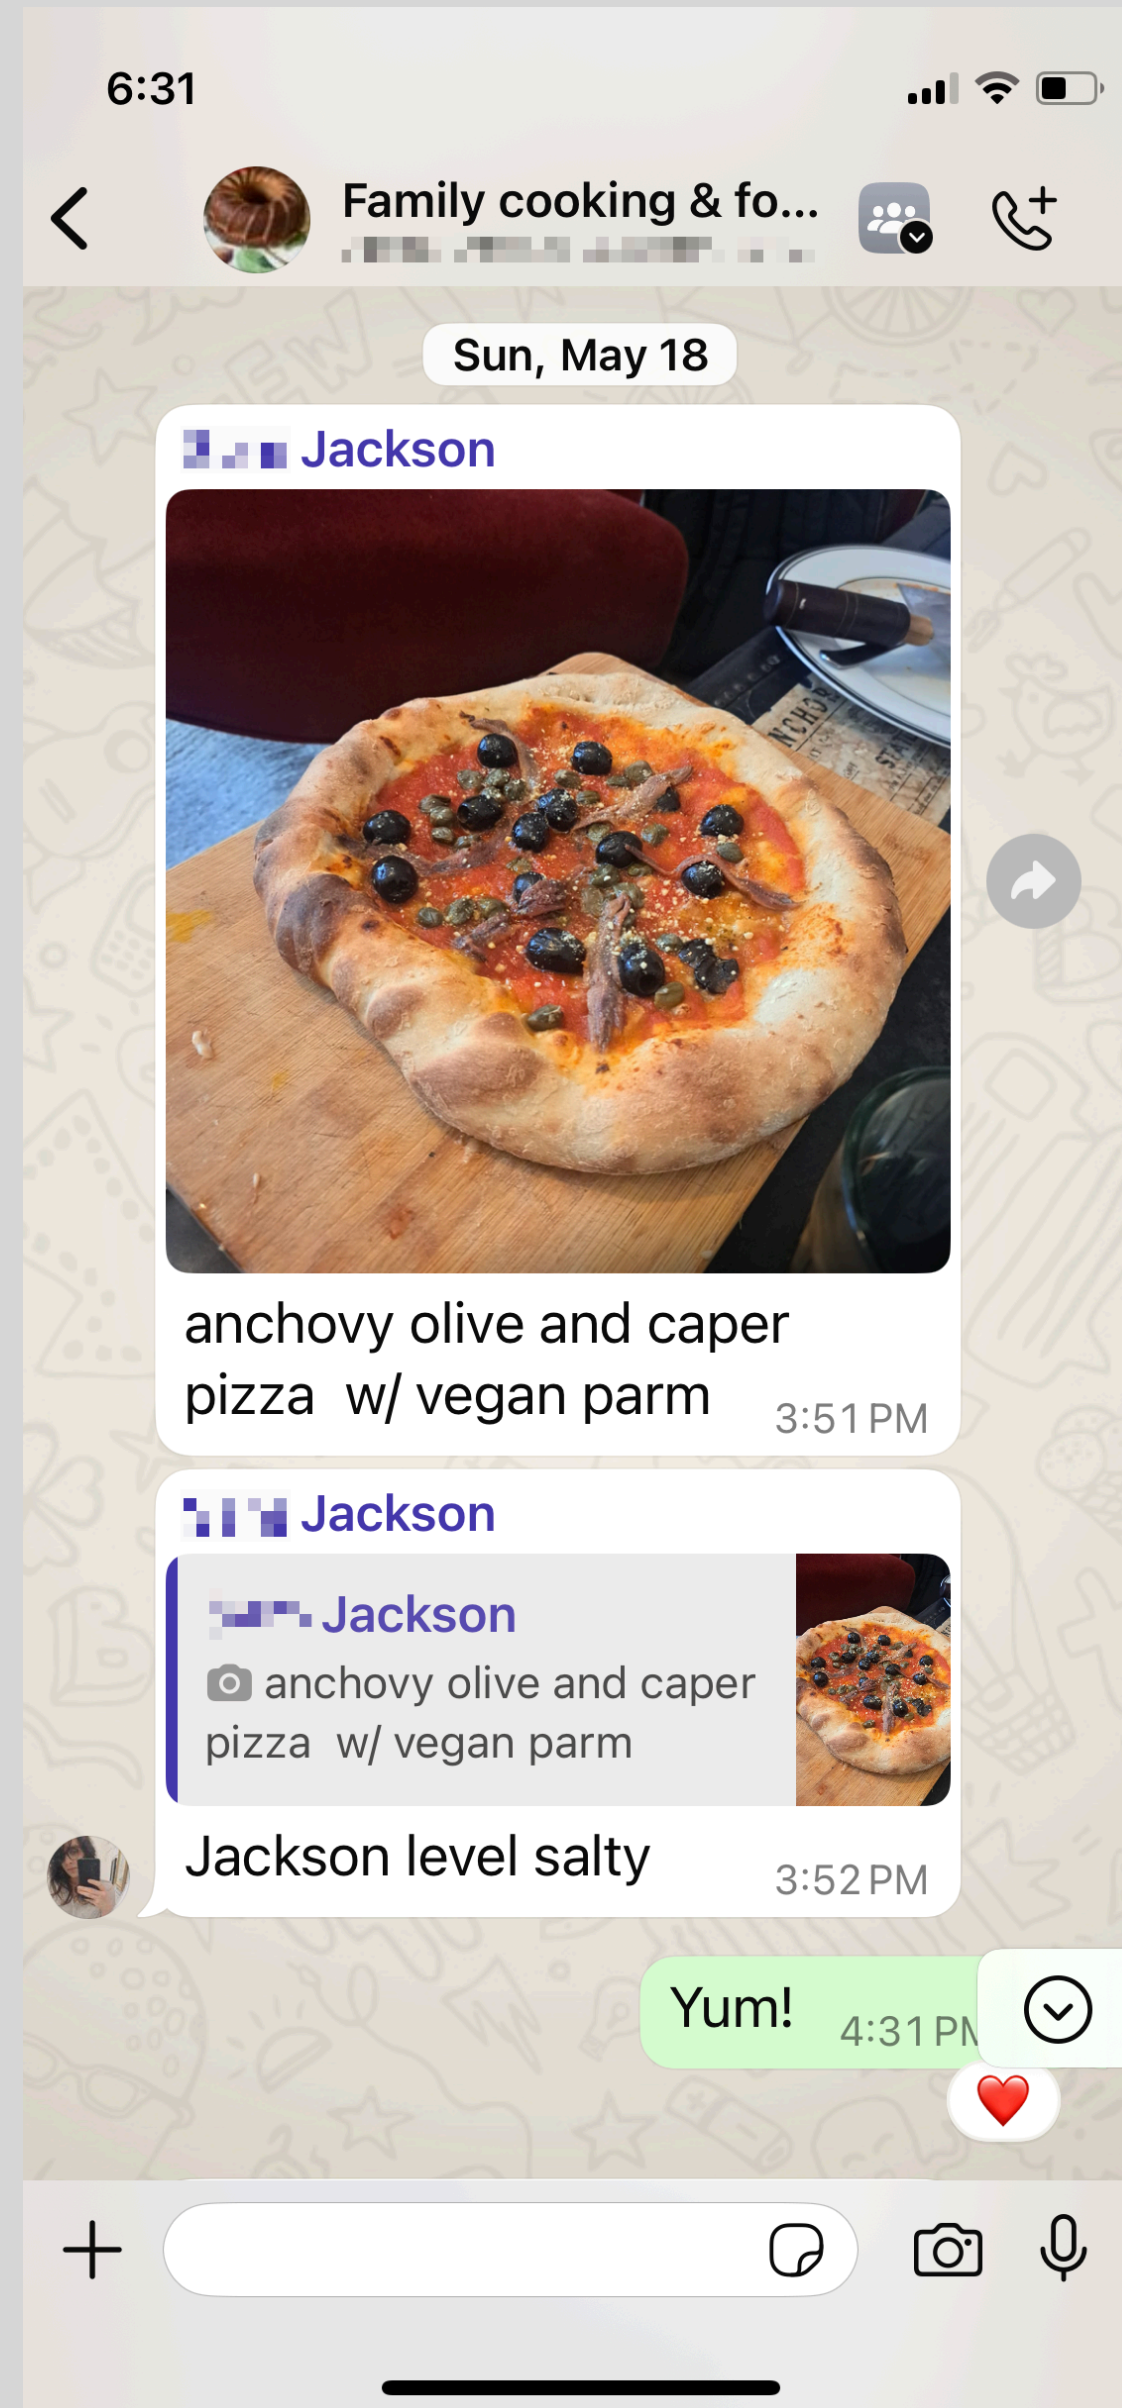 6:31
Family cooking & fo...
Sun, May 18
Jackson
NCHOR
STA
anchovy olive and caper
pizza w/ vegan parm
3:51 PM
Jackson
Jackson
anchovy olive and caper
pizza w/ vegan parm
Jackson level salty
3:52 PM
Yum!
4:31 PM